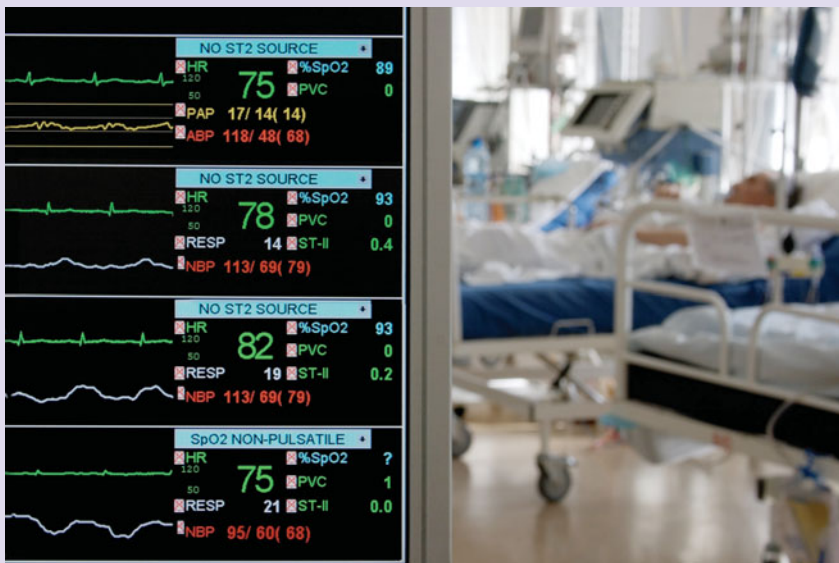 NO ST2 SOURCE
HR 75 %SpO2 89
120
50 PVC 0
PAP 17/ 14( 14)
ABP 118/ 48( 68)
NO ST2 SOURCE
HR 78 %SpO2 93
120
50 PVC 0
RESP 14 ST-II 0.4
NBP 113/ 69( 79)
NO ST2 SOURCE
HR 82 %SpO2 93
120
50 PVC 0
RESP 19 ST-II 0.2
NBP 113/ 69( 79)
SpO2 NON-PULSATILE
HR 75 %SpO2 ?
120
50 PVC 1
RESP 21 ST-II 0.0
NBP 95/ 60( 68)